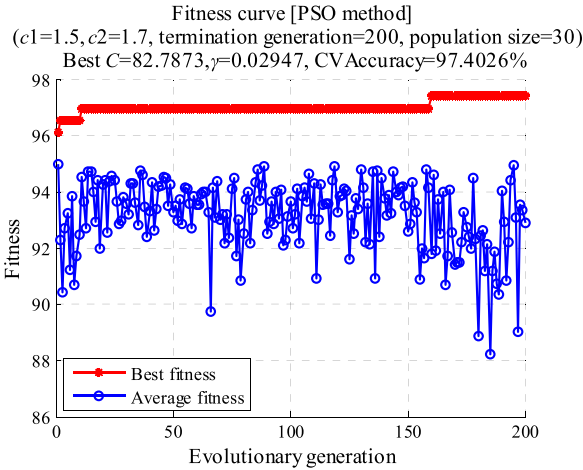 Fitness curve [PSO method]
(c1=1.5, c2=1.7, termination generation=200, population size=30)
Best C=82.7873,γ=0.02947, CVAccuracy=97.4026%
98
96
94
92
90
88
86
Fitness
Best fitness
Average fitness
0 50 100 150 200
Evolutionary generation